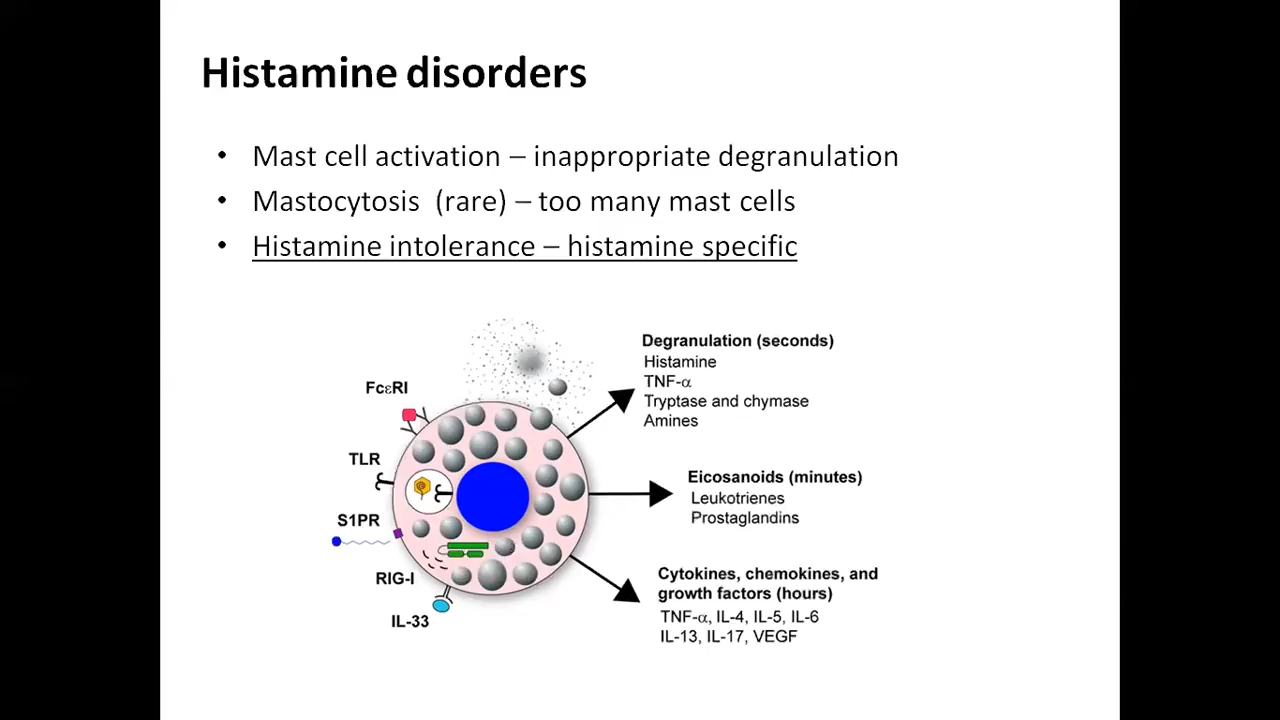 Histamine disorders
• Mast cell activation – inappropriate degranulation
• Mastocytosis (rare) – too many mast cells
• Histamine intolerance – histamine specific
Degranulation (seconds)
Histamine
TNF-α
Tryptase and chymase
Amines
FcεRI
TLR
S1PR
RIG-I
IL-33
Eicosanoids (minutes)
Leukotrienes
Prostaglandins
Cytokines, chemokines, and
growth factors (hours)
TNF-α, IL-4, IL-5, IL-6
IL-13, IL-17, VEGF